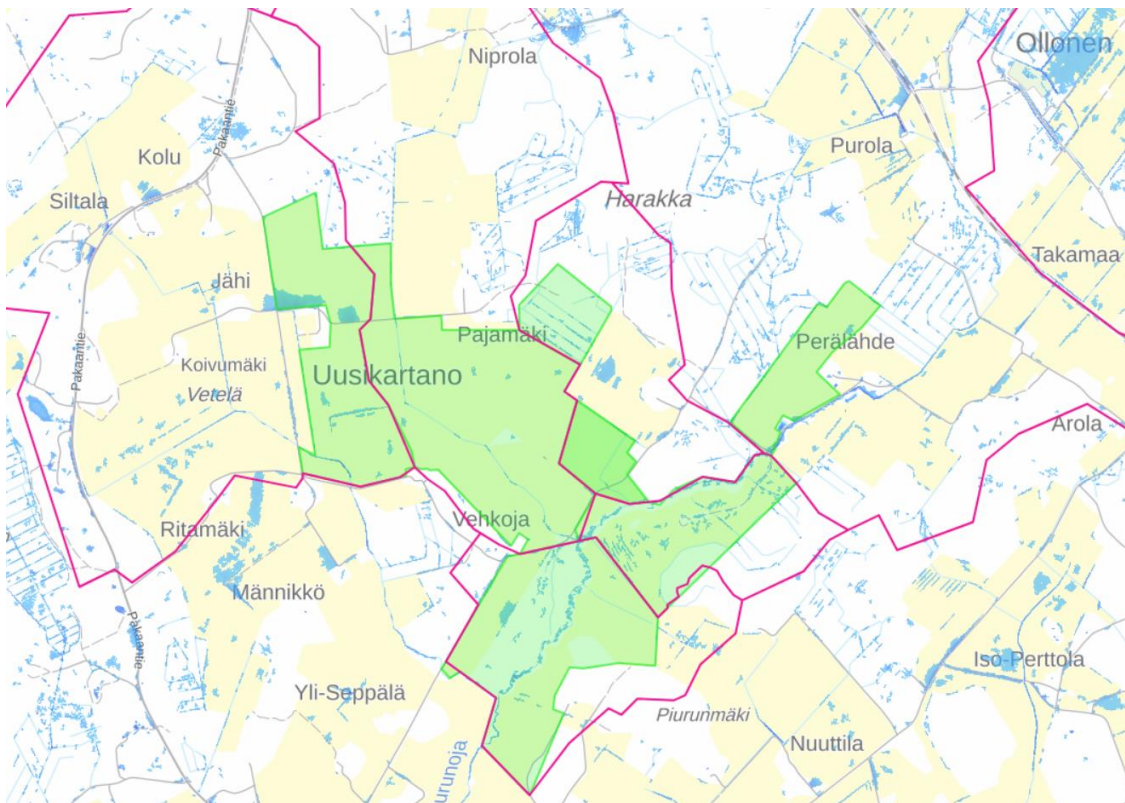 Ollonen
Niprola
Pakaantie
Purola
Kolu
Siltala
Harakka
Takamaa
Jähi
Pajamäki
Perälähde
Pakaantie
Koivumäki
Uusikartano
Vetelä
Arola
Vehkoja
Ritamäki
Männikkö
Pakaantie
Iso-Perttola
Yli-Seppälä
Piurunmäki
Nuuttila
urunoja